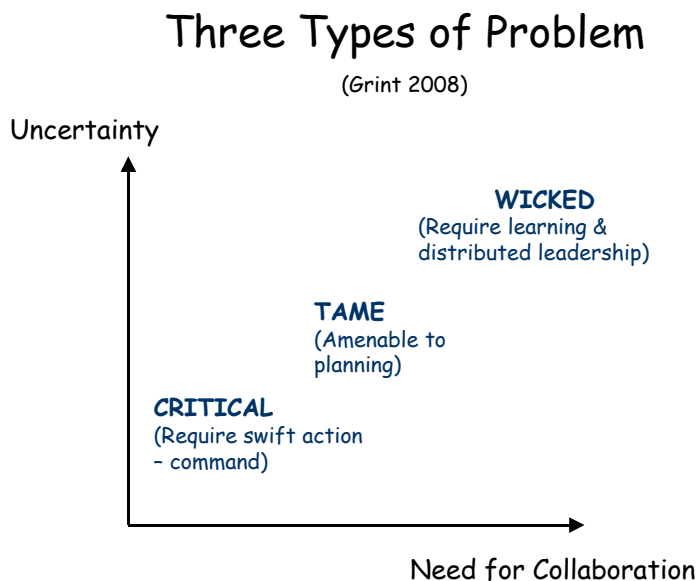 Three Types of Problem
(Grint 2008)
Uncertainty
WICKED
(Require learning &
distributed leadership)
TAME
(Amenable to
planning)
CRITICAL
(Require swift action
– command)
Need for Collaboration